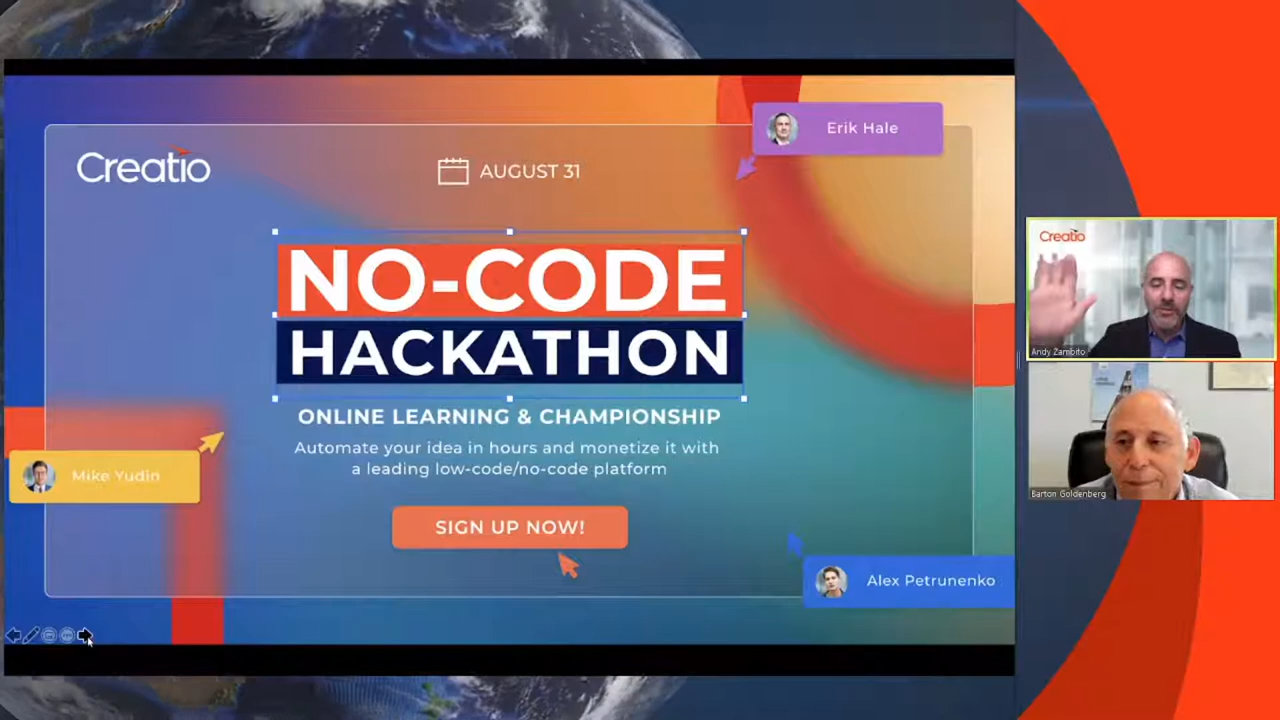 Creatio
AUGUST 31
Erik Hale
NO-CODE
HACKATHON
ONLINE LEARNING & CHAMPIONSHIP
Automate your idea in hours and monetize it with
a leading low-code/no-code platform
Mike Yudin
SIGN UP NOW!
Alex Petrunenko
Creatio
Andy Zambito
Barton Goldenberg